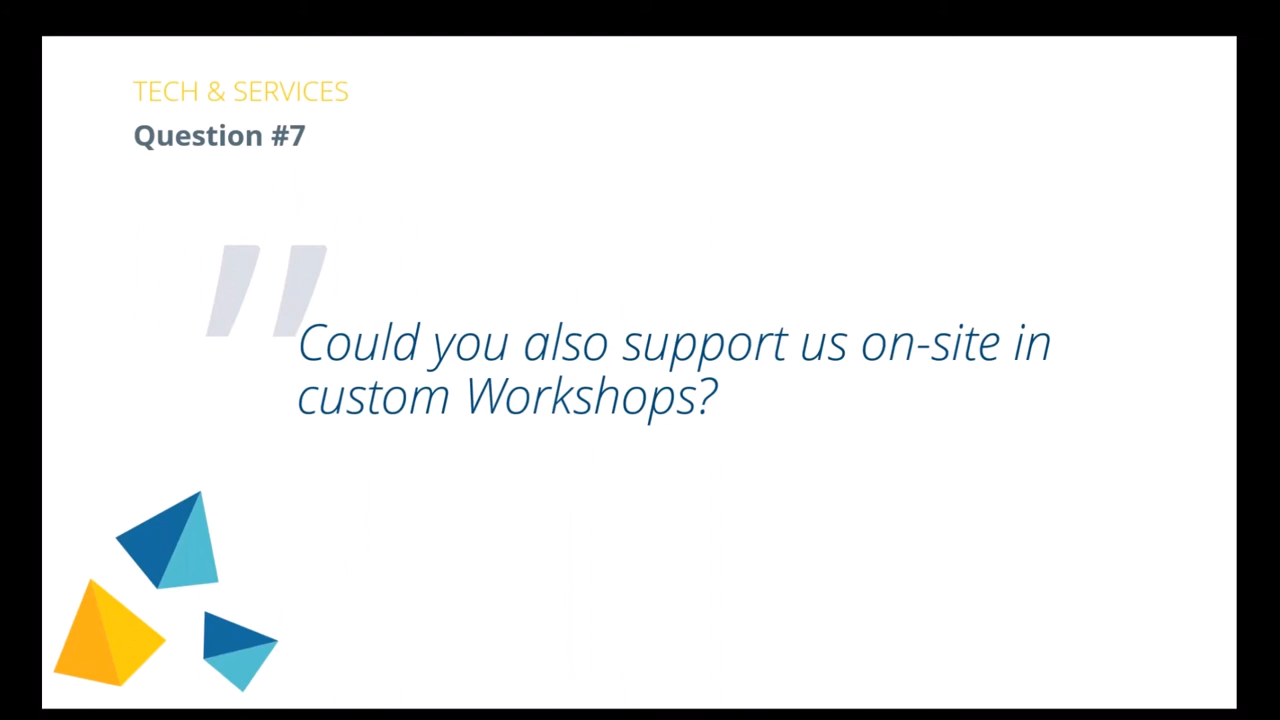 TECH & SERVICES
Question #7
"
Could you also support us on-site in
custom Workshops?